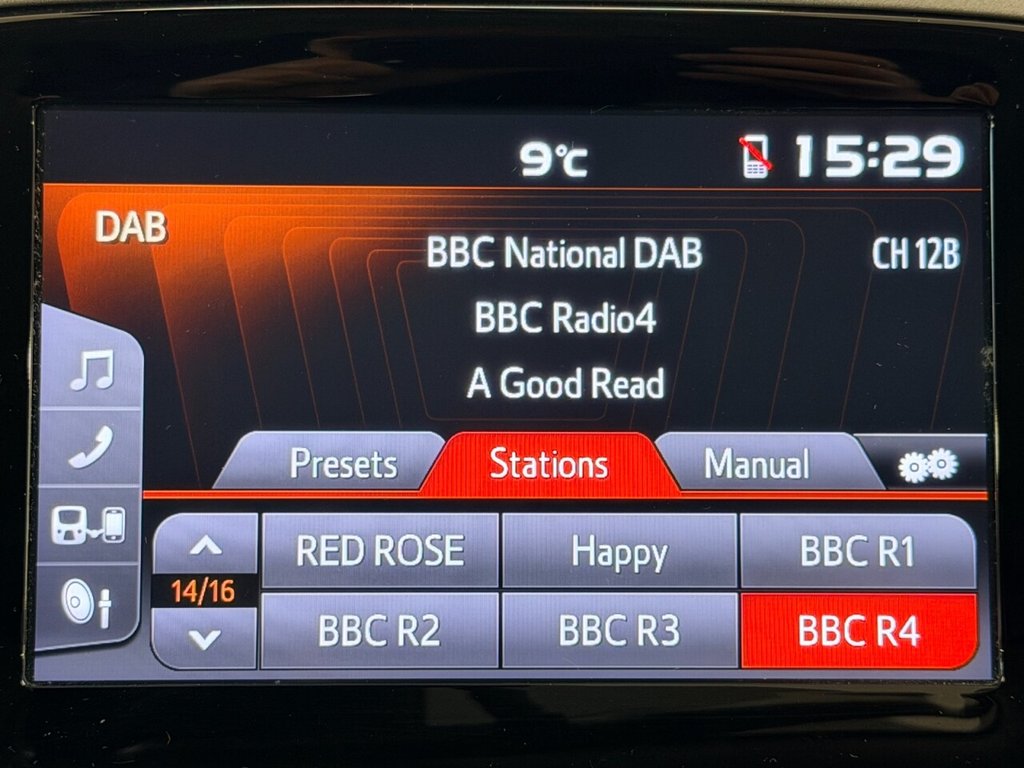 9°C 15:29
DAB
BBC National DAB CH 12B
BBC Radio4
A Good Read
Presets Stations Manual
RED ROSE Happy BBC R1
14/16
BBC R2 BBC R3 BBC R4